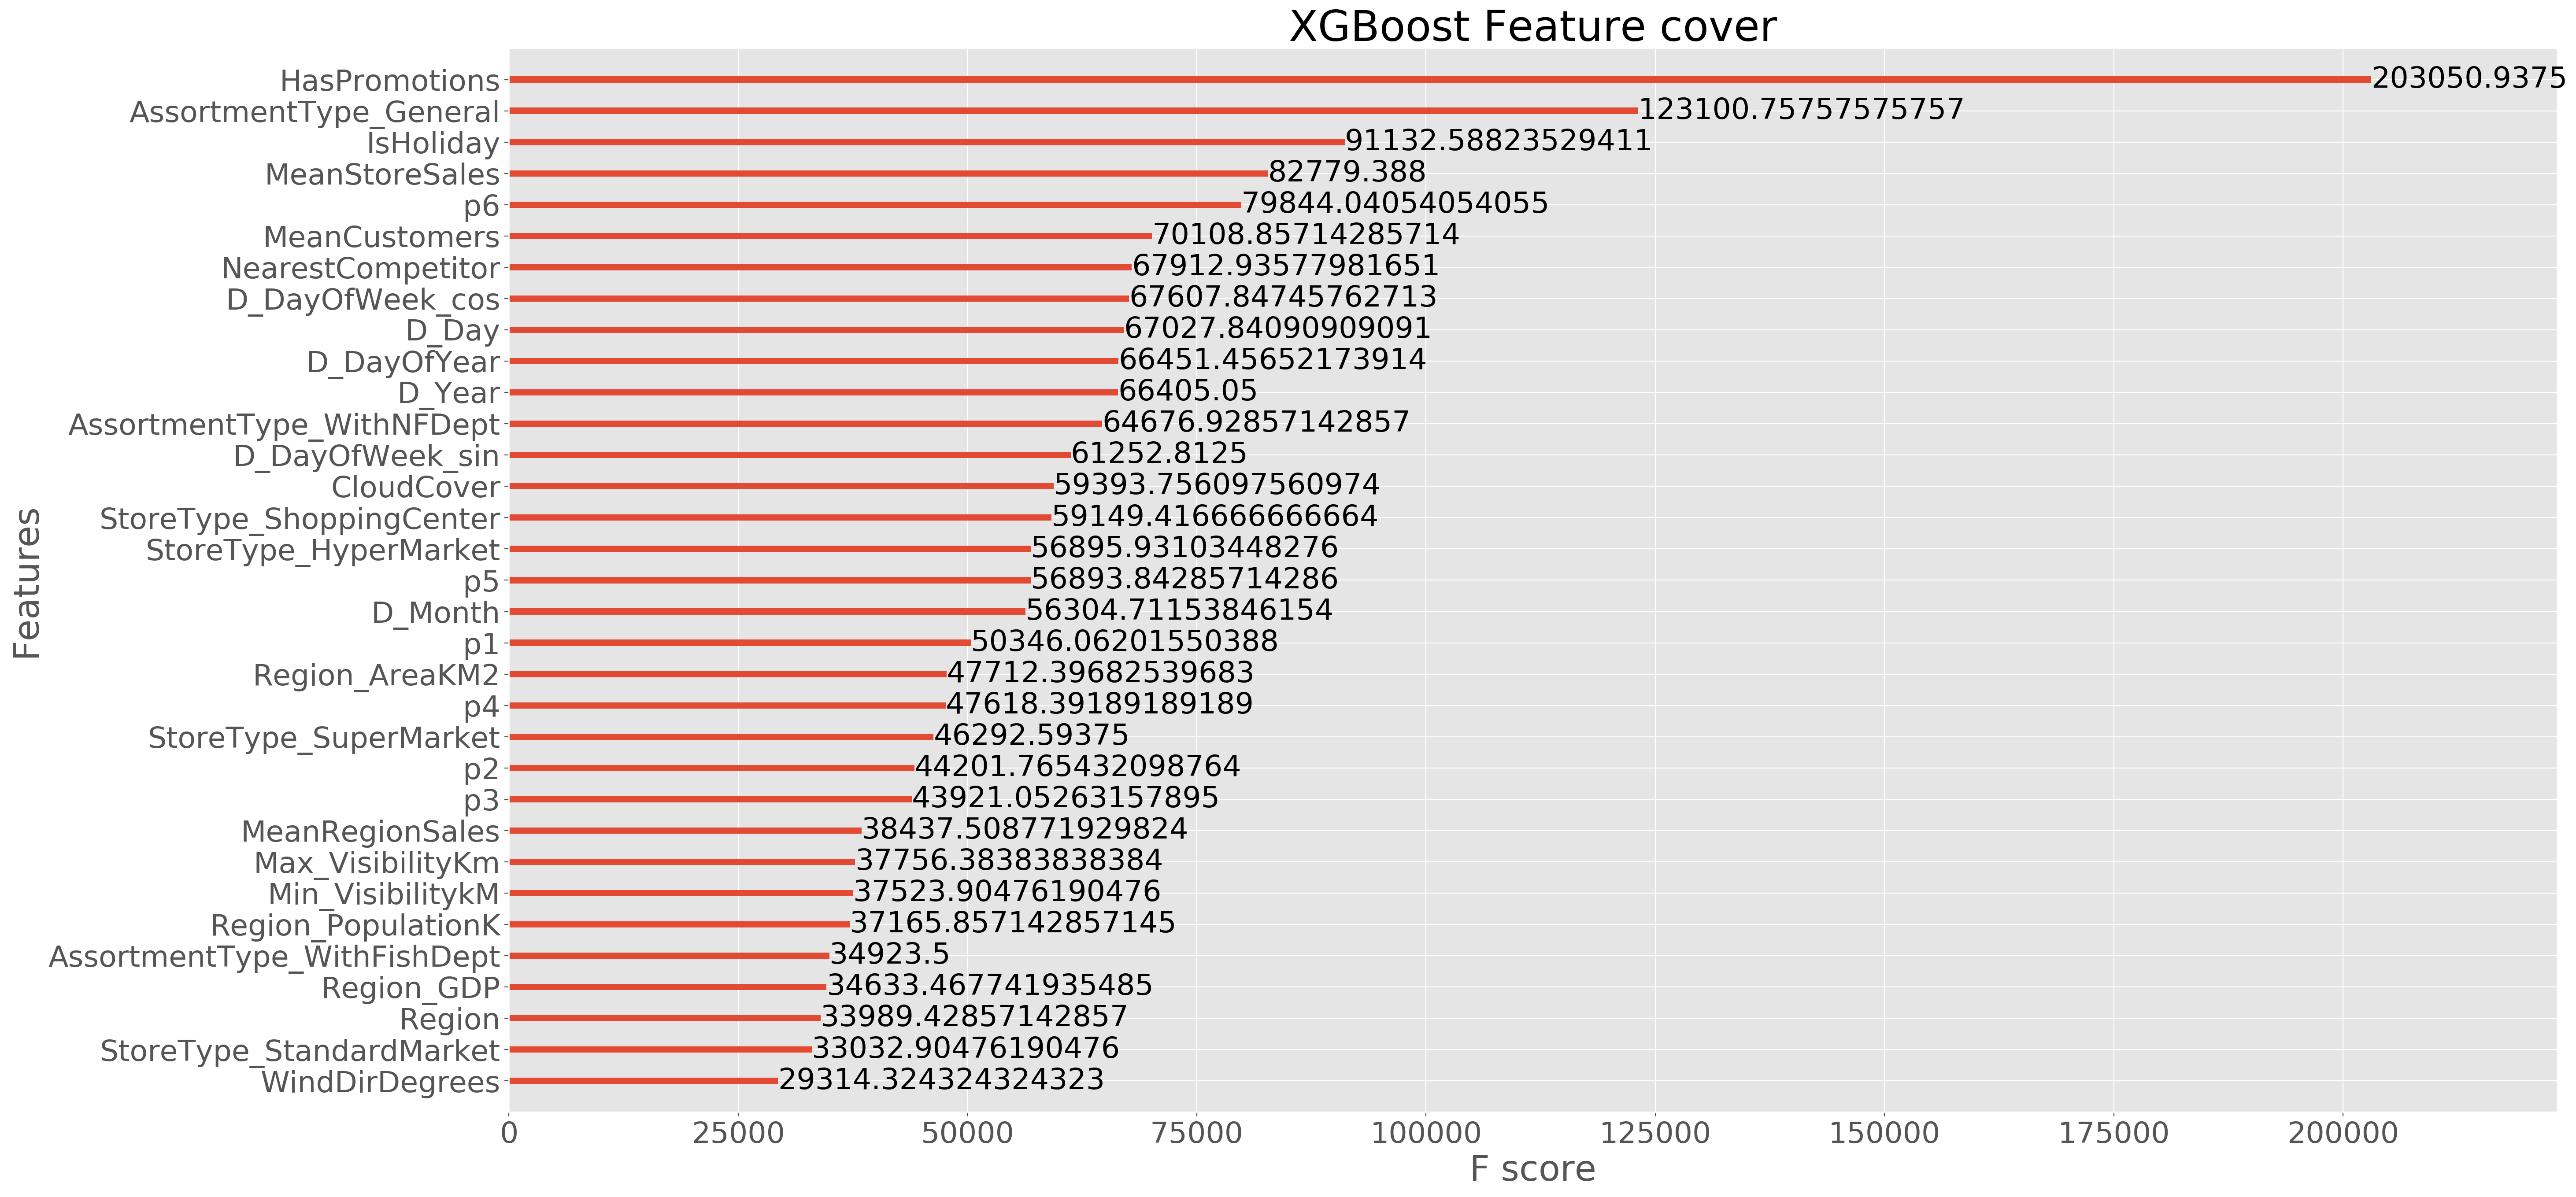 XGBoost Feature cover
HasPromotions 203050.9375
AssortmentType_General 123100.75757575757
IsHoliday 91132.58823529411
MeanStoreSales 82779.388
p6 79844.04054054055
MeanCustomers 70108.85714285714
NearestCompetitor 67912.93577981651
D_DayOfWeek_cos 67607.84745762713
D_Day 67027.84090909091
D_DayOfYear 66451.45652173914
D_Year 66405.05
AssortmentType_WithNFDept 64676.92857142857
D_DayOfWeek_sin 61252.8125
CloudCover 59393.756097560974
StoreType_ShoppingCenter 59149.416666666664
StoreType_HyperMarket 56895.93103448276
p5 56893.84285714286
D_Month 56304.71153846154
p1 50346.06201550388
Region_AreaKM2 47712.39682539683
p4 47618.39189189189
StoreType_SuperMarket 46292.59375
p2 44201.765432098764
p3 43921.05263157895
MeanRegionSales 38437.508771929824
Max_VisibilityKm 37756.38383838384
Min_VisibilitykM 37523.90476190476
Region_PopulationK 37165.857142857145
AssortmentType_WithFishDept 34923.5
Region_GDP 34633.467741935485
Region 33989.42857142857
StoreType_StandardMarket 33032.90476190476
WindDirDegrees 29314.324324324323
Features
0 25000 50000 75000 100000 125000 150000 175000 200000
F score